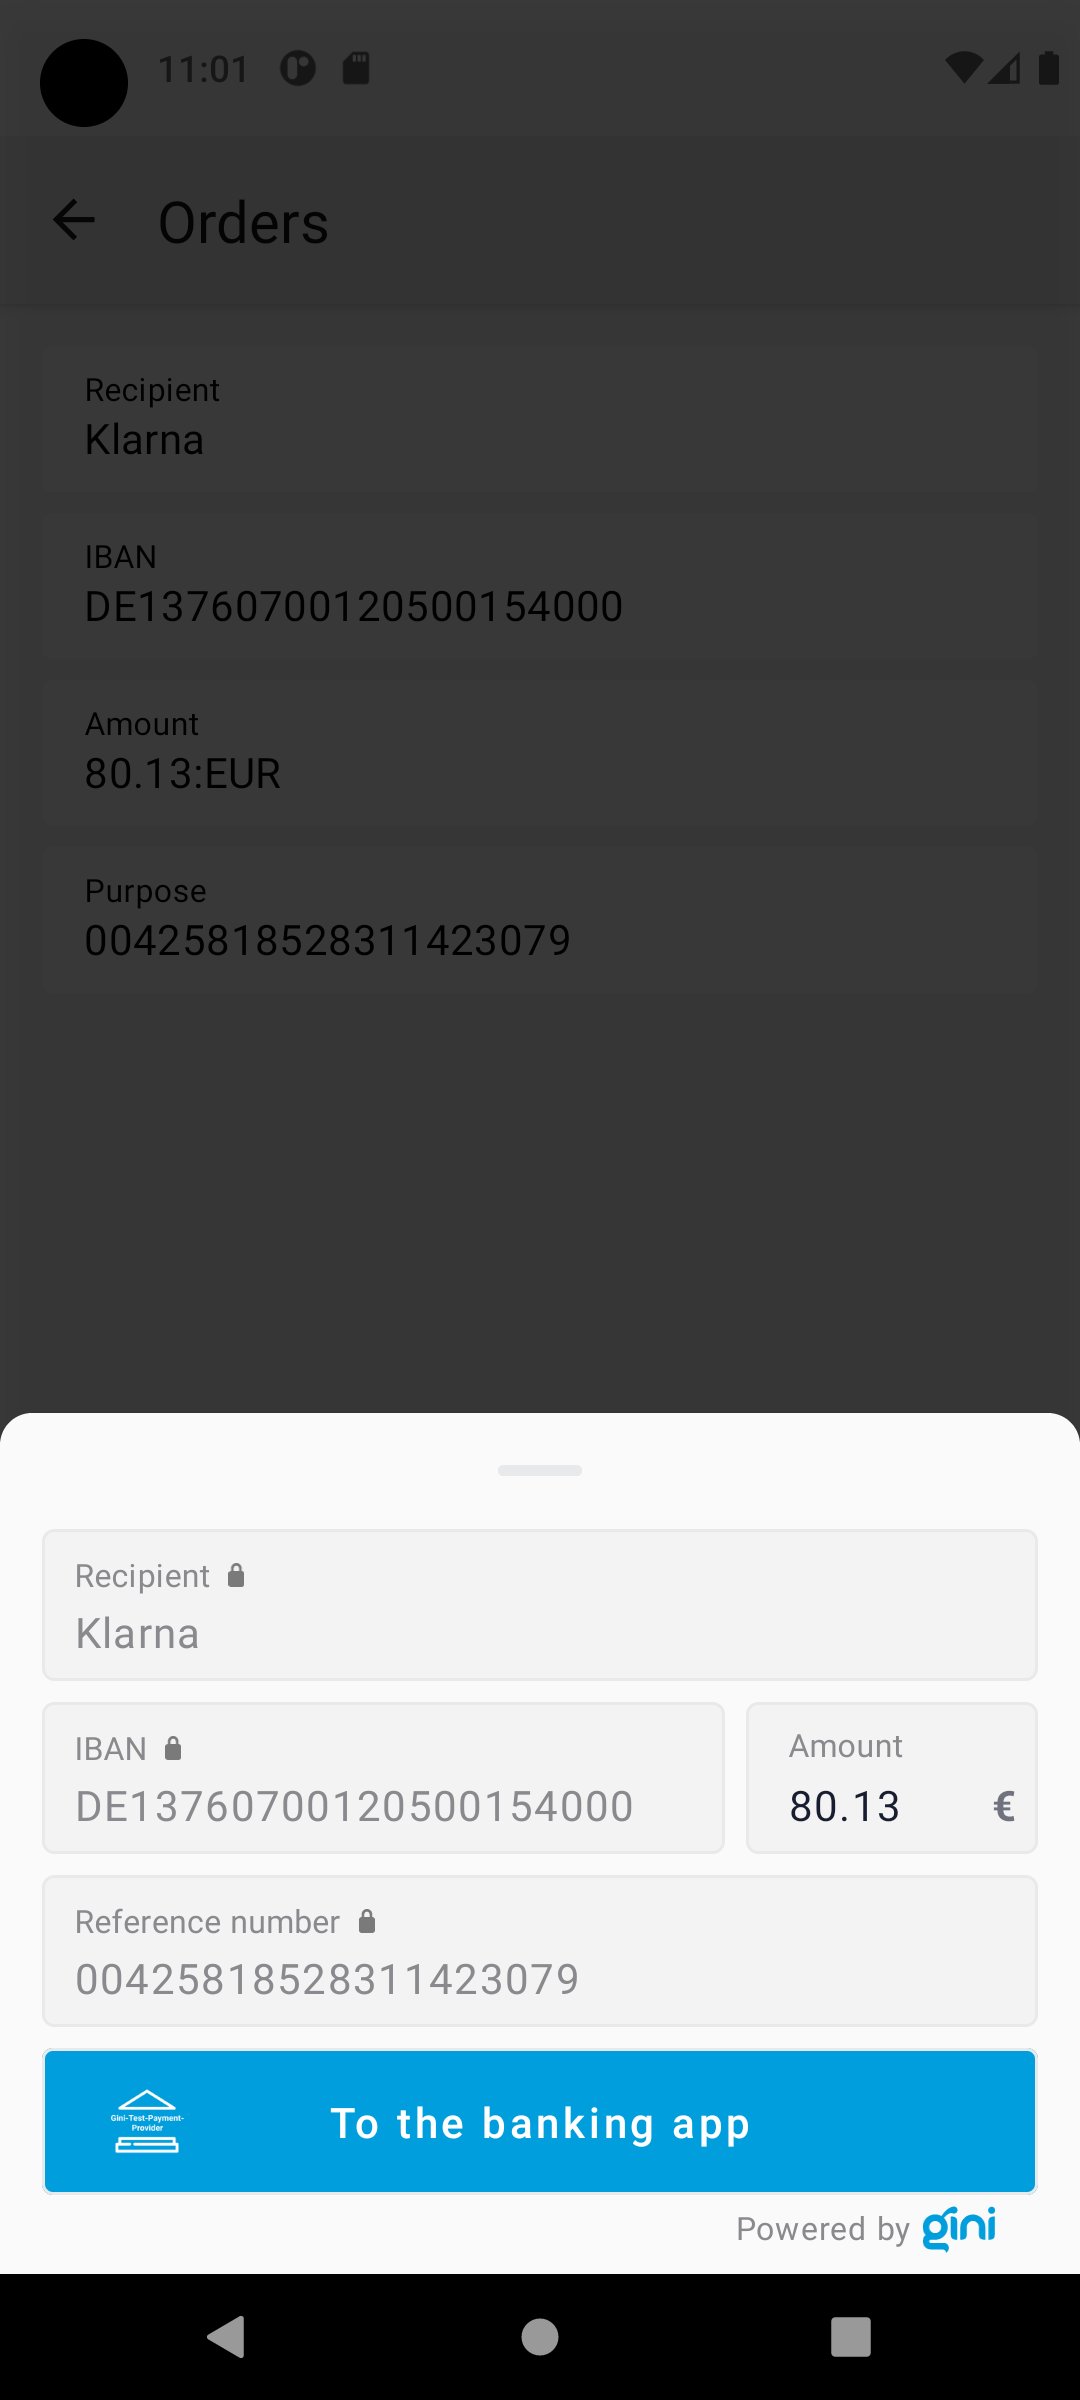 11:01
Orders
Recipient
Klarna
IBAN
DE13760700120500154000
Amount
80.13:EUR
Purpose
00425818528311423079
Recipient
Klarna
IBAN
DE13760700120500154000
Amount
80.13 €
Reference number
00425818528311423079
Gini-Test-Payment-
Provider
To the banking app
Powered by gini